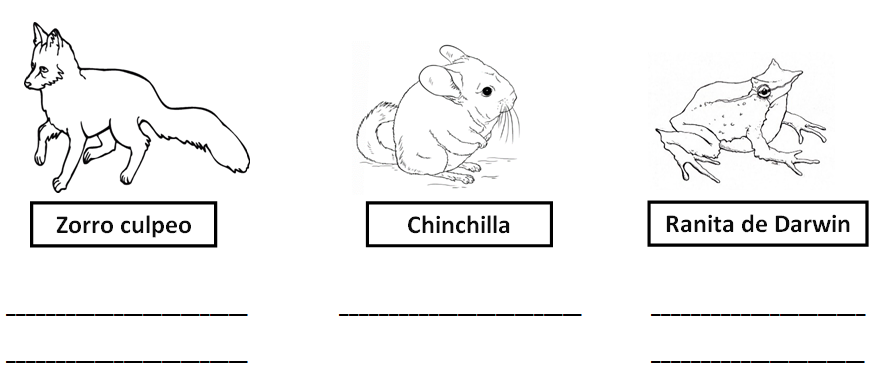 Zorro culpeo
Chinchilla
Ranita de Darwin